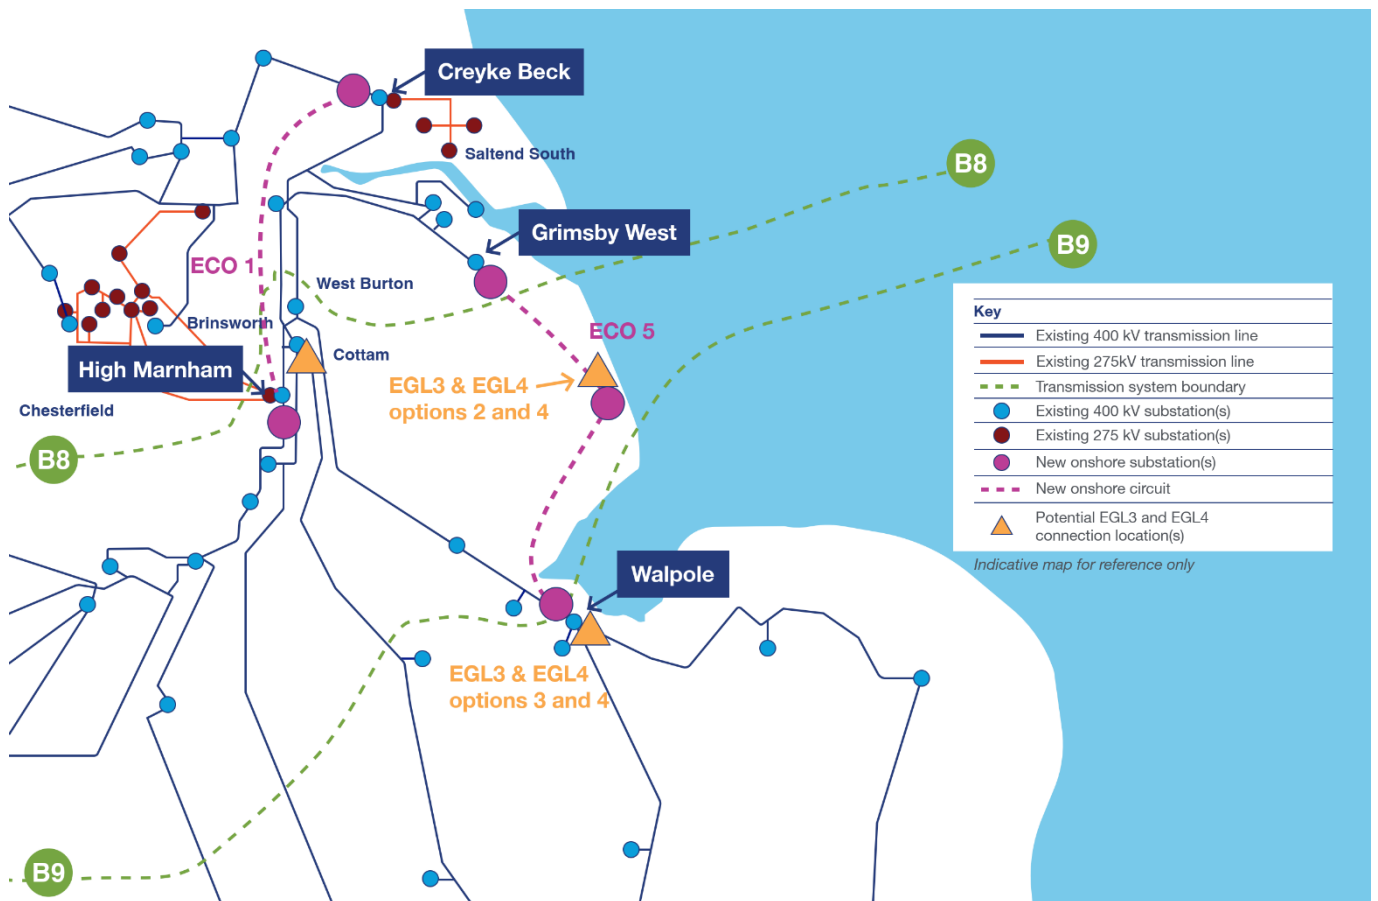 Creyke Beck
Saltend South
B8
Grimsby West
B9
ECO 1
West Burton
Brinsworth
ECO 5
Cottam
High Marnham
EGL3 & EGL4
options 2 and 4
Chesterfield
B8
Key
Existing 400 kV transmission line
Existing 275kV transmission line
Transmission system boundary
Existing 400 kV substation(s)
Existing 275 kV substation(s)
New onshore substation(s)
New onshore circuit
Potential EGL3 and EGL4
connection location(s)
Indicative map for reference only
Walpole
EGL3 & EGL4
options 3 and 4
B9